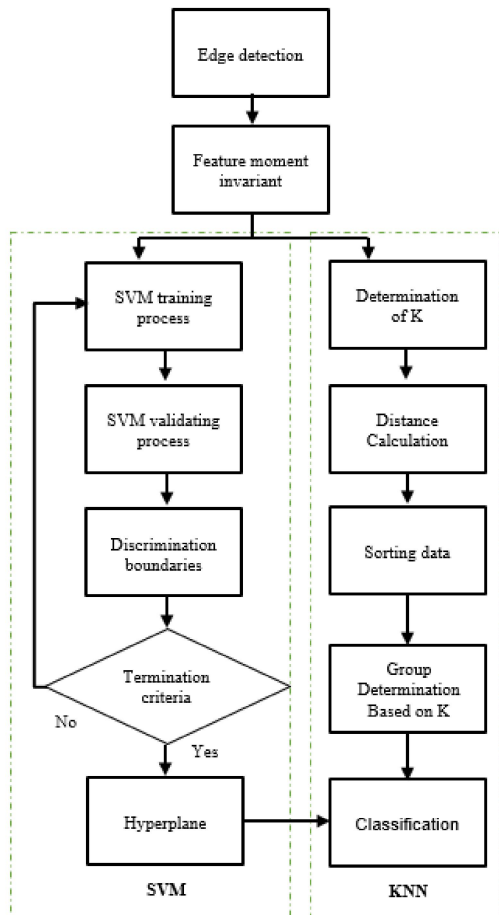 Edge detection
Feature moment
invariant
SVM training
process
SVM validating
process
Discrimination
boundaries
Termination
criteria
No
Yes
Hyperplane
SVM
Determination
of K
Distance
Calculation
Sorting data
Group
Determination
Based on K
Classification
KNN